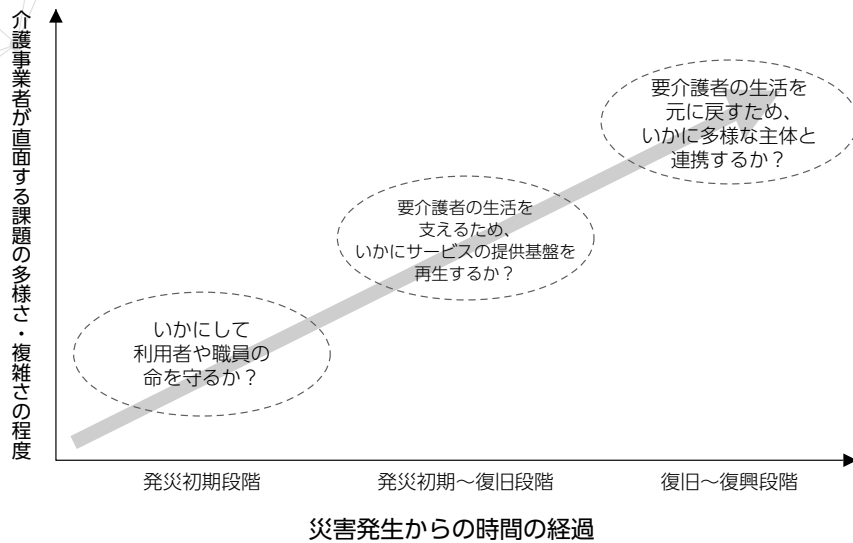 介護事業者が直面する課題の多様さ・複雑さの程度
要介護者の生活を
元に戻すため、
いかに多様な主体と
連携するか？
要介護者の生活を
支えるため、
いかにサービスの提供基盤を
再生するか？
いかにして
利用者や職員の
命を守るか？
発災初期段階
発災初期～復旧段階
復旧～復興段階
災害発生からの時間の経過